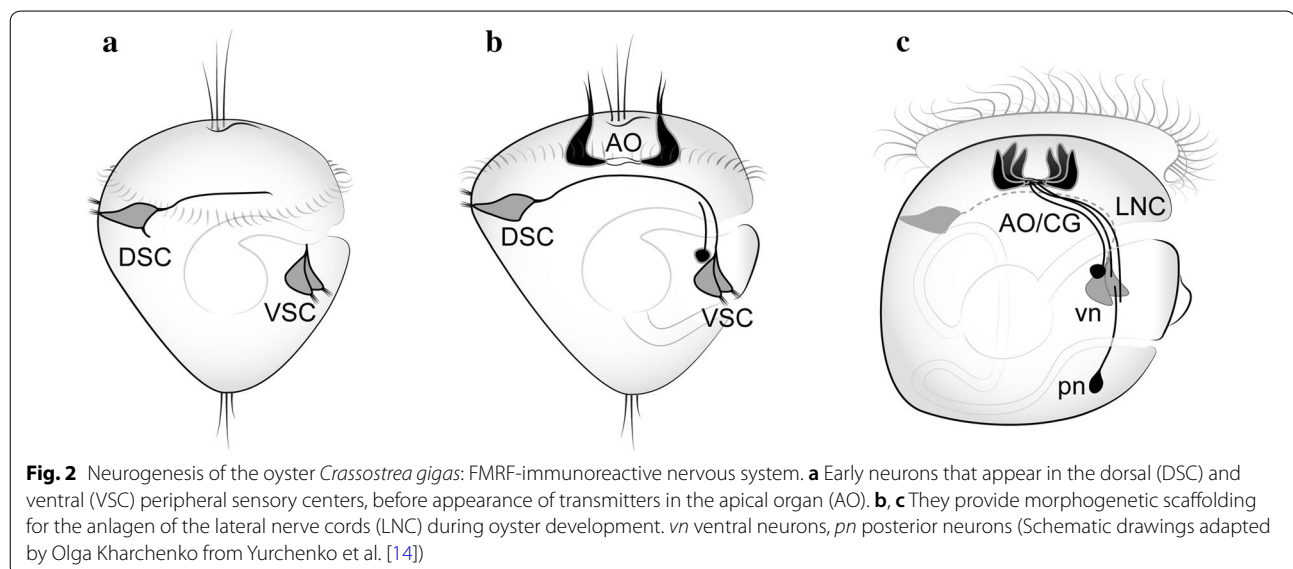 a
b
c
AO
DSC
VSC
DSC
VSC
LNC
AO/CG
vn
pn
Fig. 2 Neurogenesis of the oyster Crassostrea gigas: FMRF-immunoreactive nervous system. a Early neurons that appear in the dorsal (DSC) and
ventral (VSC) peripheral sensory centers, before appearance of transmitters in the apical organ (AO). b, c They provide morphogenetic scaffolding
for the anlagen of the lateral nerve cords (LNC) during oyster development. vn ventral neurons, pn posterior neurons (Schematic drawings adapted
by Olga Kharchenko from Yurchenko et al. [14])